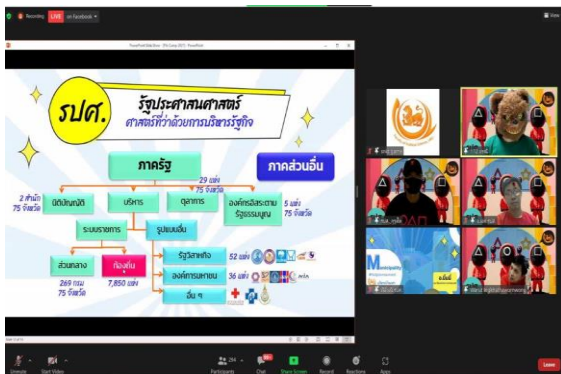 Recording
LIVE
on Facebook
View
รปศ.
รัฐประศาสนศาสตร์
ศาสตร์ที่ว่าด้วยการบริหารรัฐกิจ
ภาครัฐ
ภาคส่วนอื่น
29 แห่ง
75 จังหวัด
2 สำนัก
75 จังหวัด
นิติบัญญัติ
บริหาร
ตุลาการ
องค์กรอิสระตาม
รัฐธรรมนูญ
5 แห่ง
75 จังหวัด
ระบบราชการ
รูปแบบอื่น
ส่วนกลาง
ท้องถิ่น
รัฐวิสาหกิจ
52 แห่ง
องค์การมหาชน
36 แห่ง
อื่น ๆ
269 กรม
75 จังหวัด
7,850 แห่ง
Municipality
Unmute
Start Video
Participants
294
Chat
Share Screen
Record
Reactions
Apps
Leave